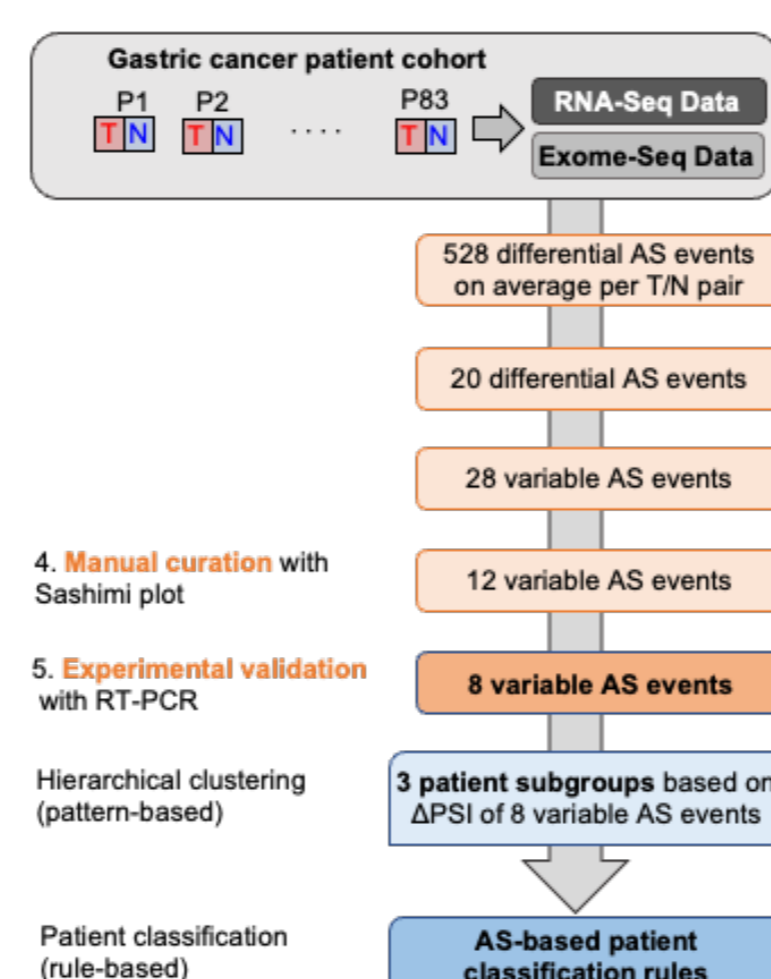 Gastric cancer patient cohort
P1 P2 P83
T N T N .... T N
RNA-Seq Data
Exome-Seq Data
528 differential AS events
on average per T/N pair
20 differential AS events
28 variable AS events
4. Manual curation with
Sashimi plot
12 variable AS events
5. Experimental validation
with RT-PCR
8 variable AS events
Hierarchical clustering
(pattern-based)
3 patient subgroups based on
ΔPSI of 8 variable AS events
Patient classification
(rule-based)
AS-based patient
classification rules